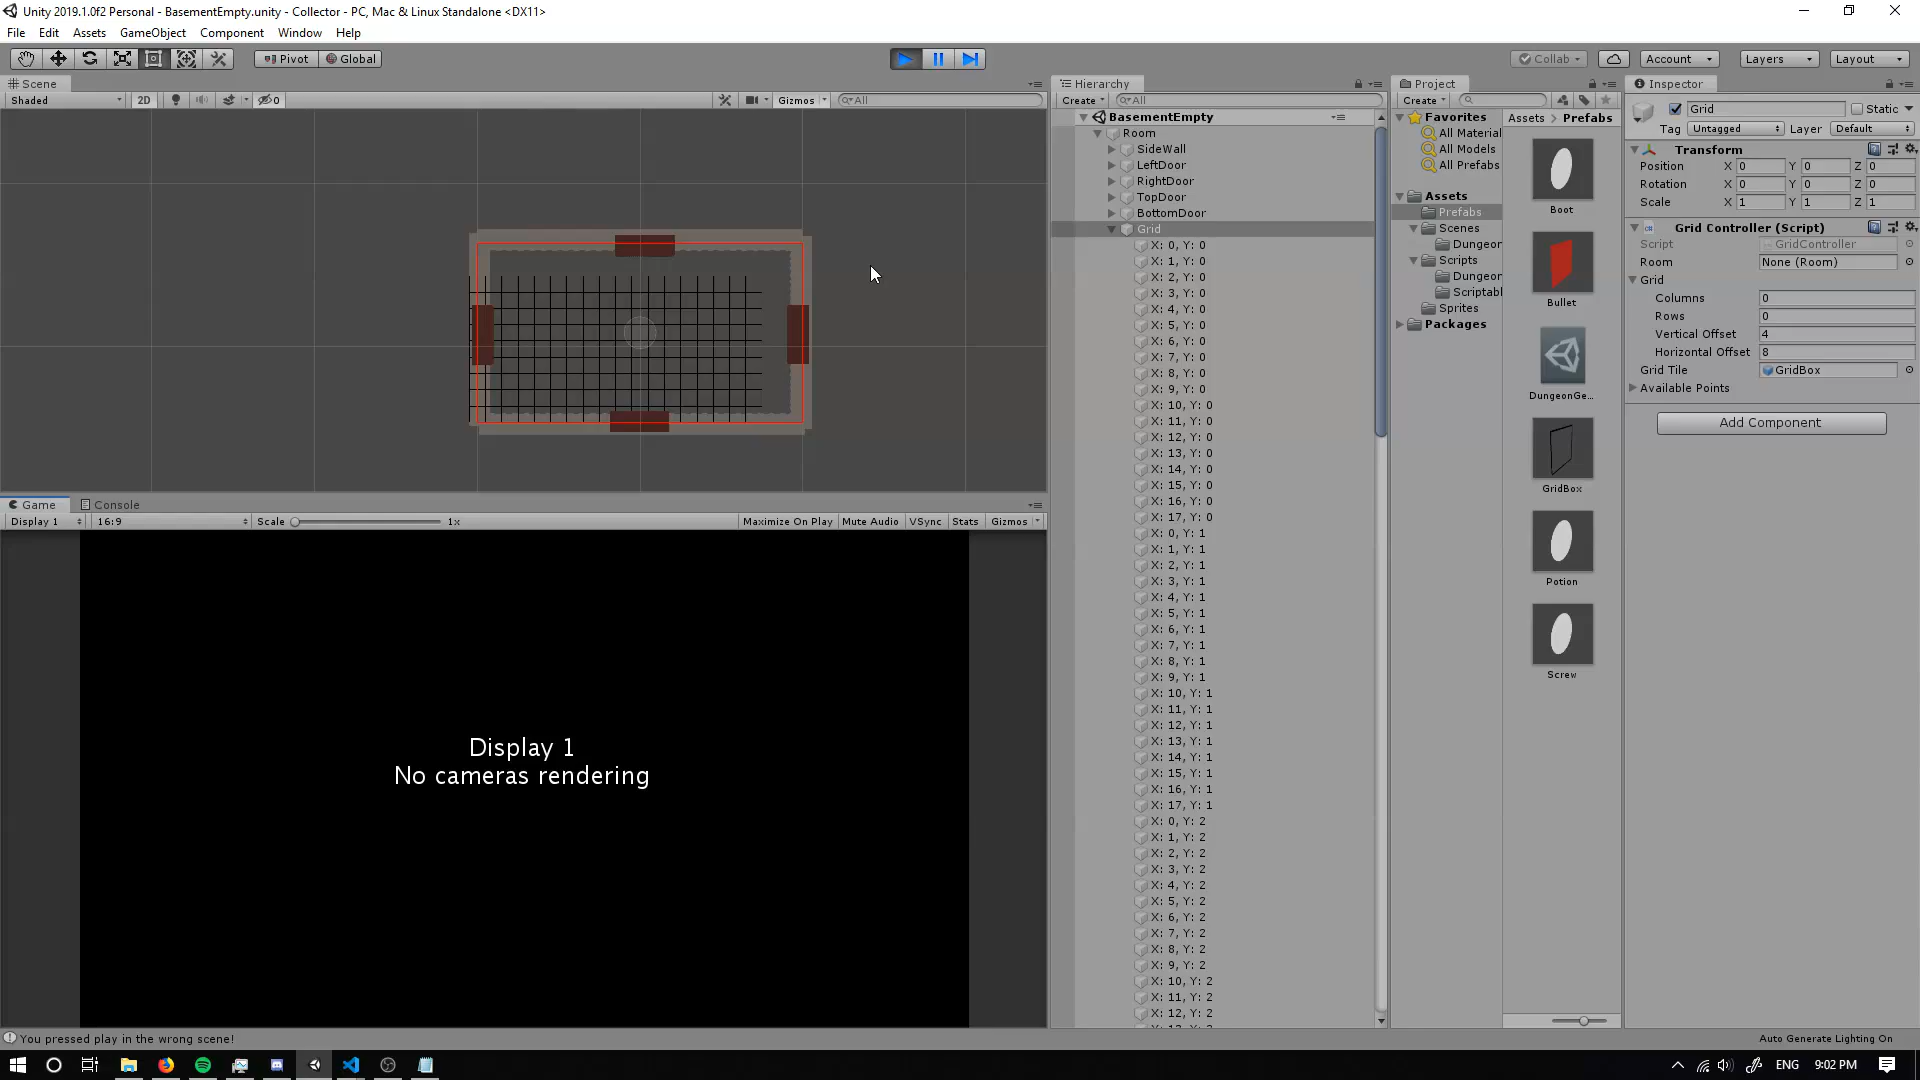 Unity 2019.1.0f2 Personal - BasementEmpty.unity - Collector - PC, Mac & Linux Standalone <DX11>
File Edit Assets GameObject Component Window Help
Pivot Global
Collab Account Layers Layout
Scene
Shaded 2D 0 Gizmos All
Game Console
Display 1 16:9 Scale 1x Maximize On Play Mute Audio VSync Stats Gizmos
Display 1
No cameras rendering
Hierarchy
Create All
BasementEmpty
Room
SideWall
LeftDoor
RightDoor
TopDoor
BottomDoor
Grid
X: 0, Y: 0
X: 1, Y: 0
X: 2, Y: 0
X: 3, Y: 0
X: 4, Y: 0
X: 5, Y: 0
X: 6, Y: 0
X: 7, Y: 0
X: 8, Y: 0
X: 9, Y: 0
X: 10, Y: 0
X: 11, Y: 0
X: 12, Y: 0
X: 13, Y: 0
X: 14, Y: 0
X: 15, Y: 0
X: 16, Y: 0
X: 17, Y: 0
X: 0, Y: 1
X: 1, Y: 1
X: 2, Y: 1
X: 3, Y: 1
X: 4, Y: 1
X: 5, Y: 1
X: 6, Y: 1
X: 7, Y: 1
X: 8, Y: 1
X: 9, Y: 1
X: 10, Y: 1
X: 11, Y: 1
X: 12, Y: 1
X: 13, Y: 1
X: 14, Y: 1
X: 15, Y: 1
X: 16, Y: 1
X: 17, Y: 1
X: 0, Y: 2
X: 1, Y: 2
X: 2, Y: 2
X: 3, Y: 2
X: 4, Y: 2
X: 5, Y: 2
X: 6, Y: 2
X: 7, Y: 2
X: 8, Y: 2
X: 9, Y: 2
X: 10, Y: 2
X: 11, Y: 2
X: 12, Y: 2
Project
Create
Favorites
All Material
All Models
All Prefabs
Assets
Prefabs
Scenes
Dungeon
Scripts
Dungeor
Scriptabl
Sprites
Packages
Assets > Prefabs
Boot
Bullet
DungeonGe...
GridBox
Potion
Screw
Inspector
Grid Static
Tag Untagged Layer Default
Transform
Position X 0 Y 0 Z 0
Rotation X 0 Y 0 Z 0
Scale X 1 Y 1 Z 1
Grid Controller (Script)
Script GridController
Room None (Room)
Grid
Columns 0
Rows 0
Vertical Offset 4
Horizontal Offset 8
Grid Tile GridBox
Available Points
Add Component
You pressed play in the wrong scene!
Auto Generate Lighting On
ENG 9:02 PM